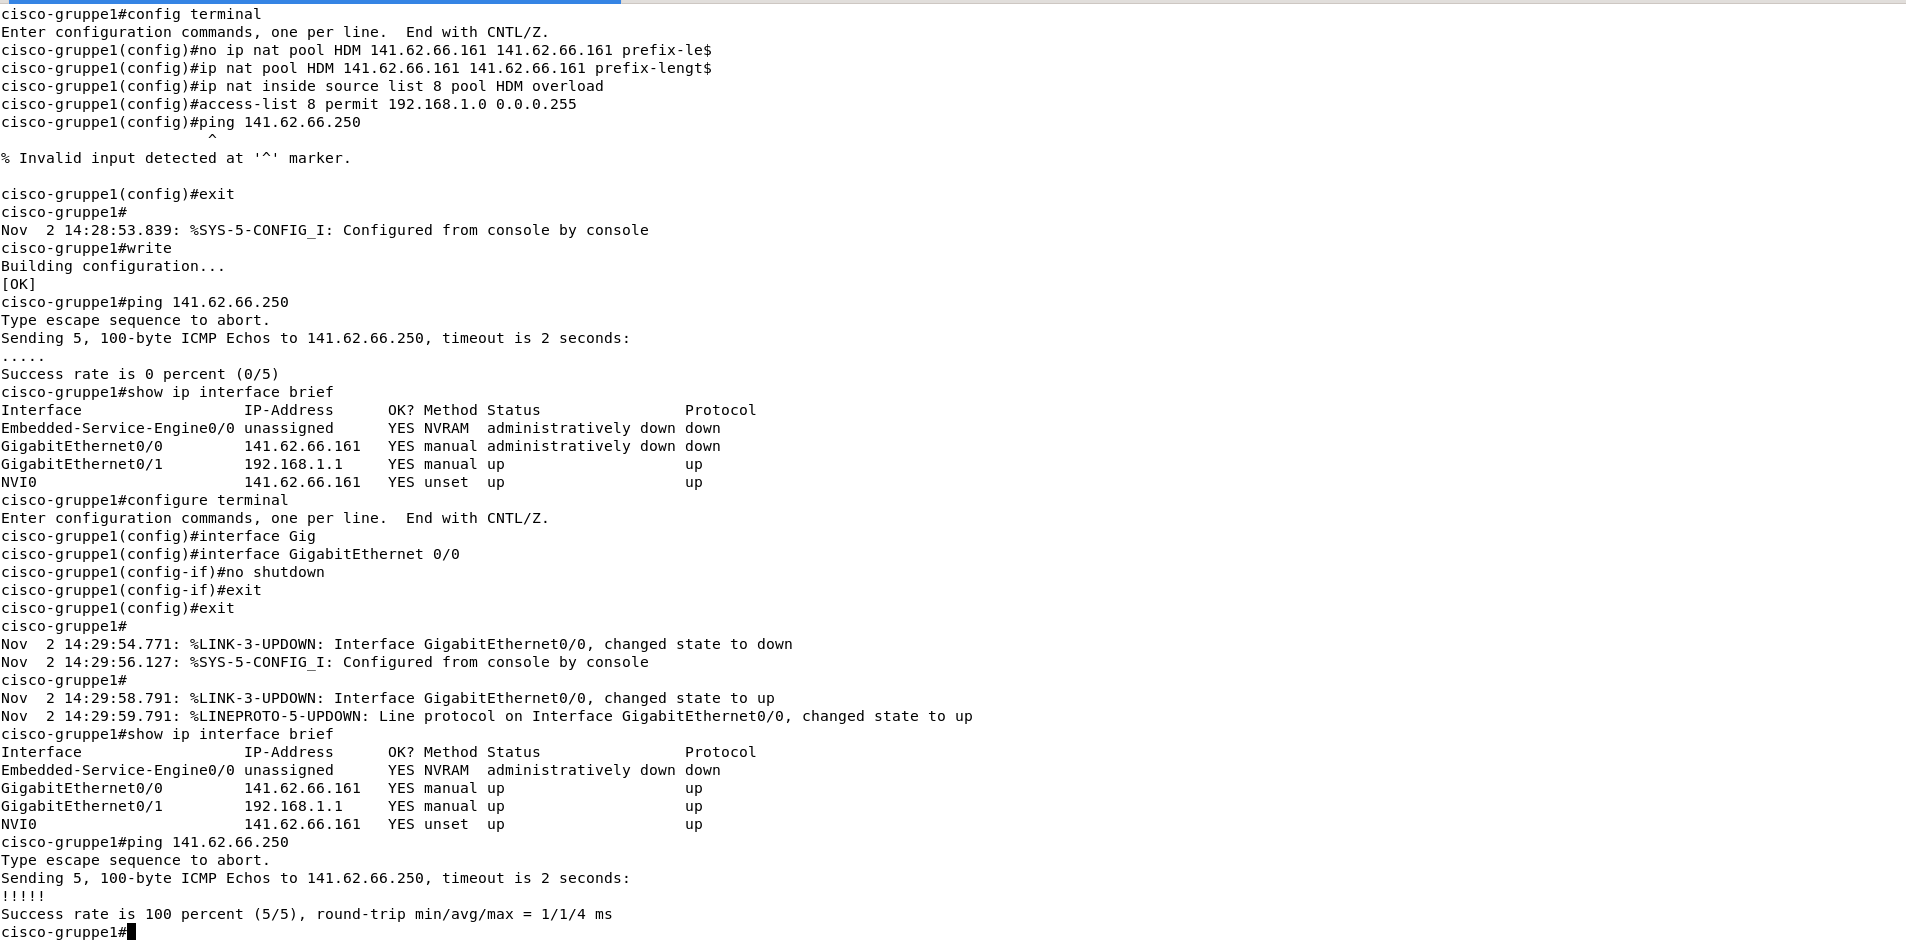 cisco-gruppe1#config terminal
Enter configuration commands, one per line.  End with CNTL/Z.
cisco-gruppe1(config)#no ip nat pool HDM 141.62.66.161 141.62.66.161 prefix-le$
cisco-gruppe1(config)#ip nat pool HDM 141.62.66.161 141.62.66.161 prefix-lengt$
cisco-gruppe1(config)#ip nat inside source list 8 pool HDM overload
cisco-gruppe1(config)#access-list 8 permit 192.168.1.0 0.0.0.255
cisco-gruppe1(config)#ping 141.62.66.250
                       ^
% Invalid input detected at '^' marker.

cisco-gruppe1(config)#exit
cisco-gruppe1#
Nov  2 14:28:53.839: %SYS-5-CONFIG_I: Configured from console by console
cisco-gruppe1#write
Building configuration...
[OK]
cisco-gruppe1#ping 141.62.66.250
Type escape sequence to abort.
Sending 5, 100-byte ICMP Echos to 141.62.66.250, timeout is 2 seconds:
.....
Success rate is 0 percent (0/5)
cisco-gruppe1#show ip interface brief
Interface                  IP-Address      OK? Method Status                Protocol
Embedded-Service-Engine0/0 unassigned      YES NVRAM  administratively down down
GigabitEthernet0/0         141.62.66.161   YES manual administratively down down
GigabitEthernet0/1         192.168.1.1     YES manual up                    up
NVI0                       141.62.66.161   YES unset  up                    up
cisco-gruppe1#configure terminal
Enter configuration commands, one per line.  End with CNTL/Z.
cisco-gruppe1(config)#interface Gig
cisco-gruppe1(config)#interface GigabitEthernet 0/0
cisco-gruppe1(config-if)#no shutdown
cisco-gruppe1(config-if)#exit
cisco-gruppe1(config)#exit
cisco-gruppe1#
Nov  2 14:29:54.771: %LINK-3-UPDOWN: Interface GigabitEthernet0/0, changed state to down
Nov  2 14:29:56.127: %SYS-5-CONFIG_I: Configured from console by console
cisco-gruppe1#
Nov  2 14:29:58.791: %LINK-3-UPDOWN: Interface GigabitEthernet0/0, changed state to up
Nov  2 14:29:59.791: %LINEPROTO-5-UPDOWN: Line protocol on Interface GigabitEthernet0/0, changed state to up
cisco-gruppe1#show ip interface brief
Interface                  IP-Address      OK? Method Status                Protocol
Embedded-Service-Engine0/0 unassigned      YES NVRAM  administratively down down
GigabitEthernet0/0         141.62.66.161   YES manual up                    up
GigabitEthernet0/1         192.168.1.1     YES manual up                    up
NVI0                       141.62.66.161   YES unset  up                    up
cisco-gruppe1#ping 141.62.66.250
Type escape sequence to abort.
Sending 5, 100-byte ICMP Echos to 141.62.66.250, timeout is 2 seconds:
!!!!!
Success rate is 100 percent (5/5), round-trip min/avg/max = 1/1/4 ms
cisco-gruppe1#